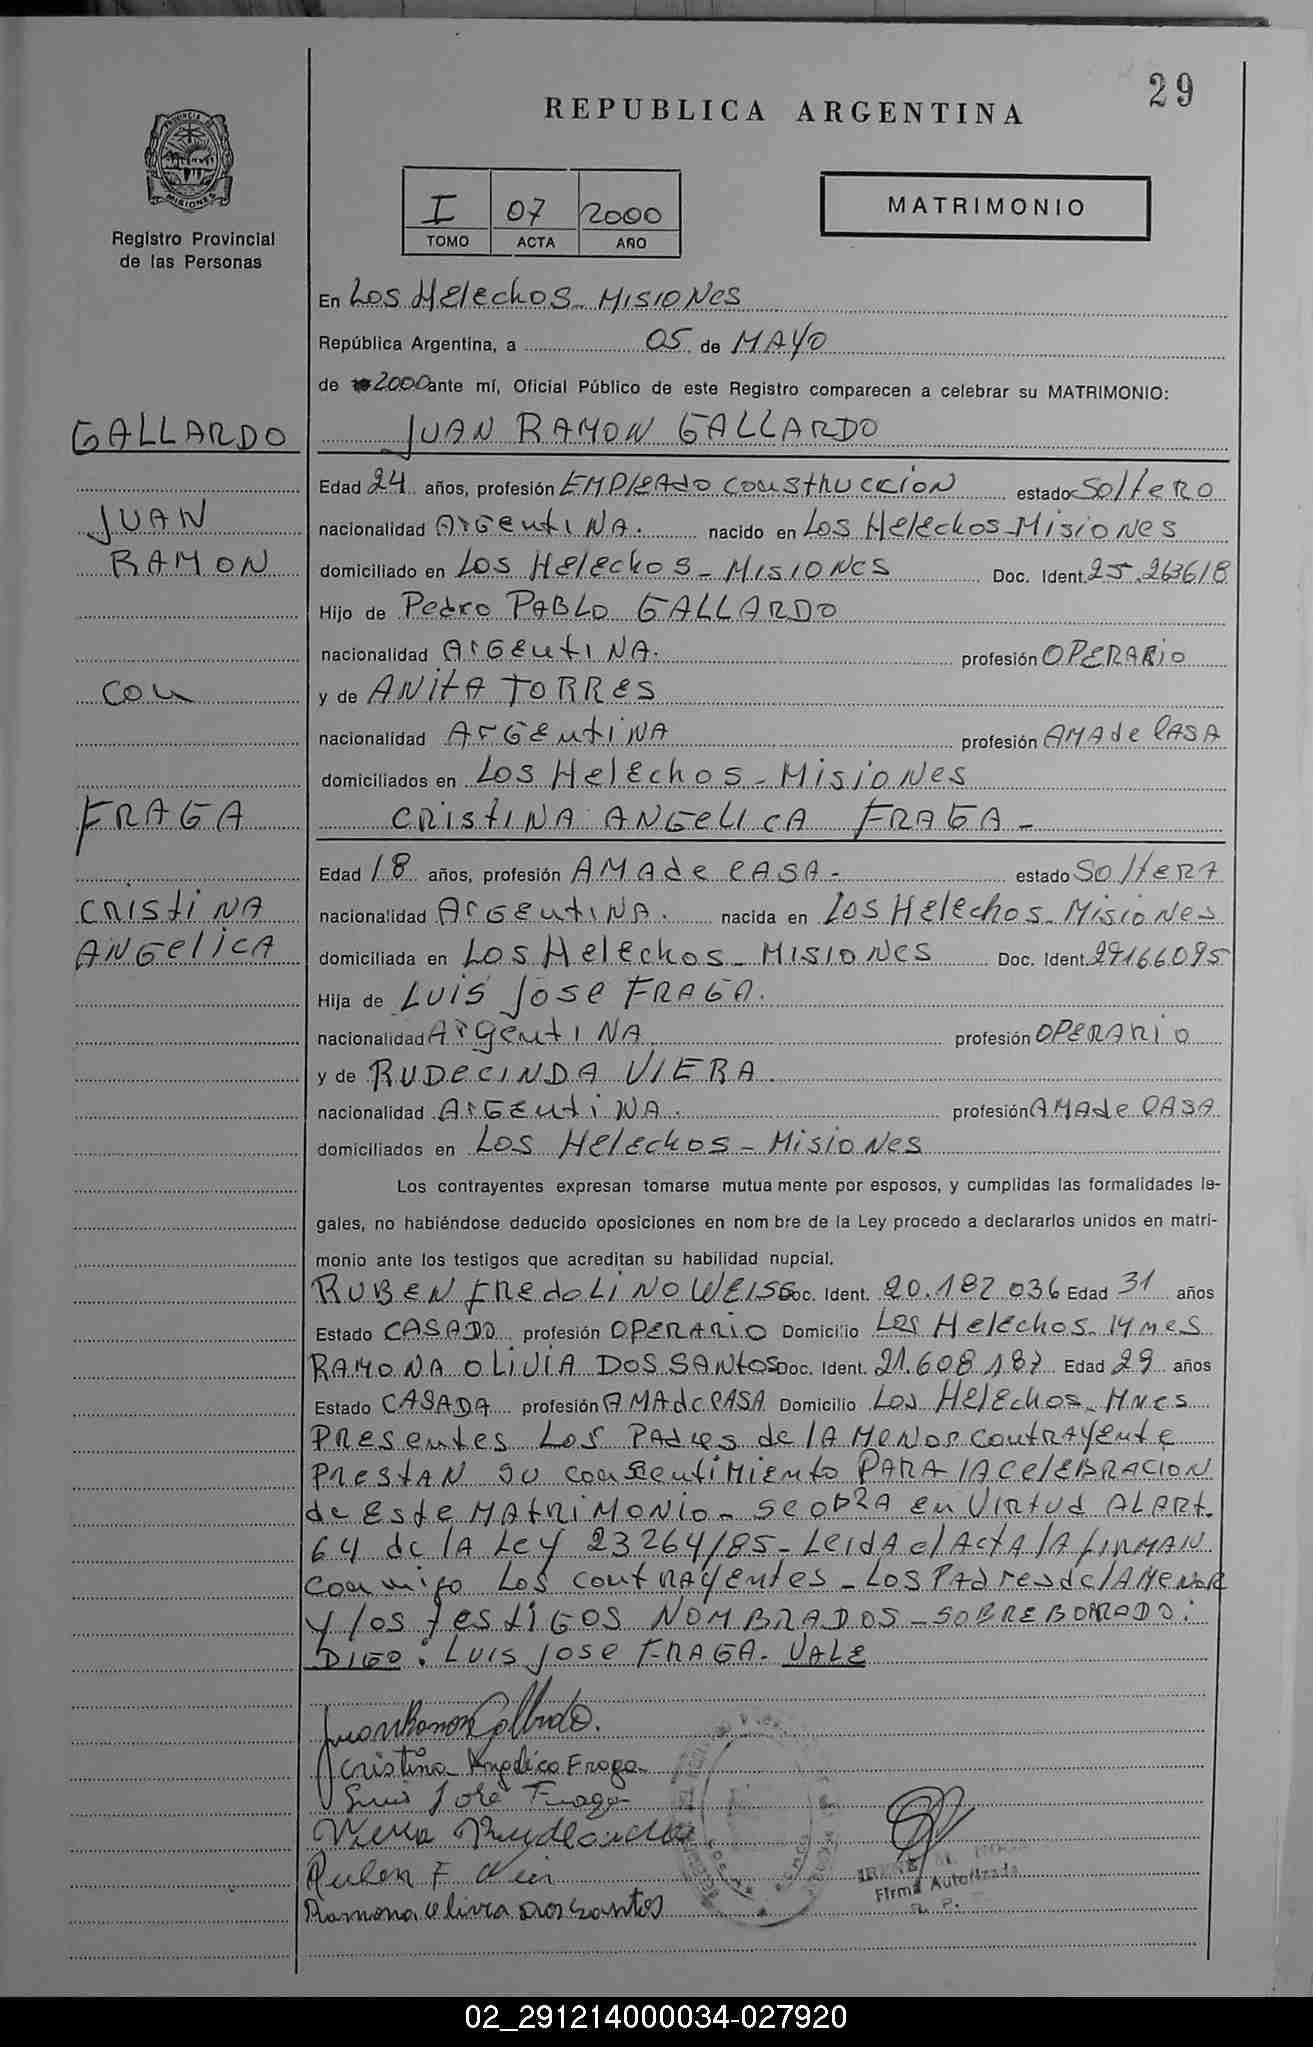 29
REPUBLICA ARGENTINA
PROVINCIA DE
MISIONES
Registro Provincial
de las Personas
I 07 2000
TOMO ACTA AÑO
MATRIMONIO
En Los Helechos - Misiones
República Argentina, a 05 de MAYO
de 2000 ante mí, Oficial Público de este Registro comparecen a celebrar su MATRIMONIO:
GALLARDO
JUAN RAMON GALLARDO
Edad 24 años, profesión EMPleAdo construccion estado Soltero
JUAN
nacionalidad Argentina. nacido en Los Helechos - Misiones
RAMON
domiciliado en Los Helechos - Misiones Doc. Ident. 25.263618
Hijo de Pedro PABLO GALLARDO
nacionalidad Argentina. profesión OPERARio
con
y de ANitA TORRES
nacionalidad Argentina profesión AMA de CASA
domiciliados en Los Helechos - Misiones
FRAGA
CRistiNA ANGELICA FRAGA -
Edad 18 años, profesión AMA de CASA - estado SolteRA
CRistiNA
nacionalidad Argentina. nacida en Los Helechos - Misiones
ANGelicA
domiciliada en Los Helechos - Misiones Doc. Ident. 29166095
Hija de LUIS Jose FRAGA.
nacionalidad Argentina profesión OPERARIO
y de RUDECINDA VIERA.
nacionalidad Argentina. profesión AMA de CASA
domiciliados en Los Helechos - Misiones
Los contrayentes expresan tomarse mutua mente por esposos, y cumplidas las formalidades le-
gales, no habiéndose deducido oposiciones en nom bre de la Ley procedo a declararlos unidos en matri-
monio ante los testigos que acreditan su habilidad nupcial.
RUBEN FRedoLiNO WEISS Doc. Ident. 20.182.036 Edad 31 años
Estado CASADO profesión OPERARIO Domicilio Los Helechos - Mnes
RAMONA OLIVIA DOS SANTOS Doc. Ident. 21.608.187 Edad 29 años
Estado CASADA profesión AMA de CASA Domicilio Los Helechos - Mnes
Presentes Los Padres de lA Menor contRAyente
PRestAN su consentimiento PARA lA CelEBRACION
de Este MAtRiMONiO - se obRA en Virtud AL ARt.
64 de lA Ley 23264/85 - Leida el ActA lA fiRMAN
conmigo Los contRAyentes - Los PAdres de lA MeNOR
y los testigos NOMBRADOS - SOBREBORRADO:
DIGO: LUIS Jose FRAGA. VALE
Juan Ramon Gallardo.
Cristina Angelica Fraga
Luis José Fraga
Viera Rudecinda
Ruben F. Weiss
Ramona Olivia Dos Santos
Firma Autorizada
02_291214000034-027920